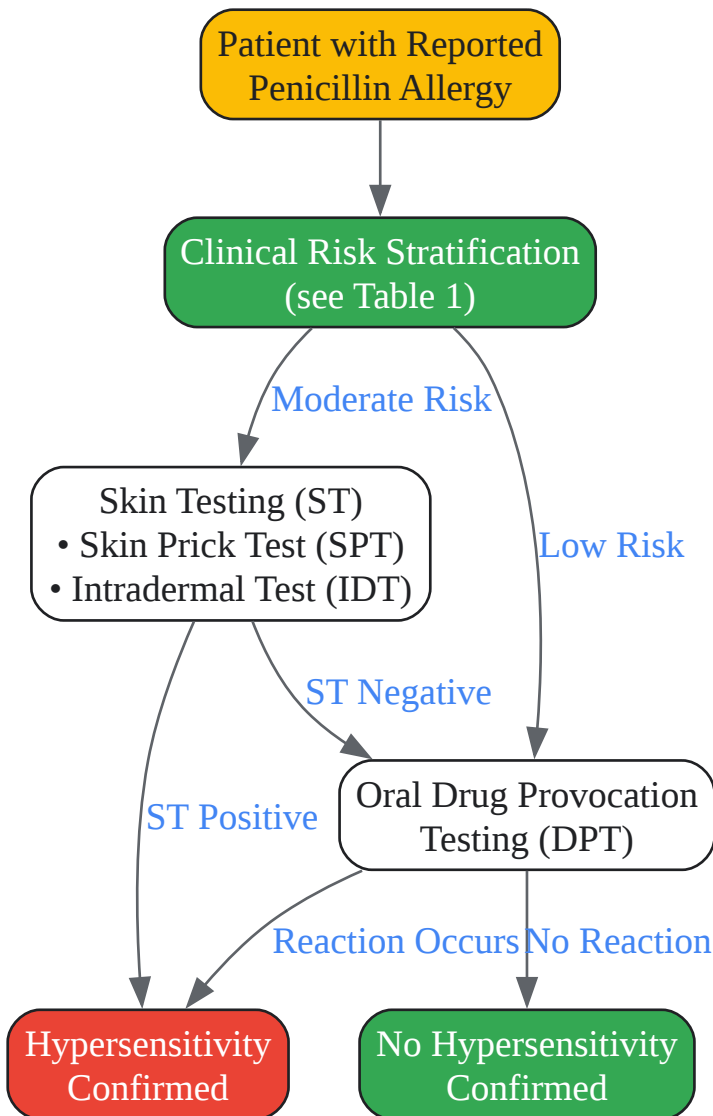 Patient with Reported
Penicillin Allergy
Clinical Risk Stratification
(see Table 1)
Moderate Risk
Skin Testing (ST)
• Skin Prick Test (SPT)
• Intradermal Test (IDT)
Low Risk
ST Negative
ST Positive
Oral Drug Provocation
Testing (DPT)
Reaction Occurs
No Reaction
Hypersensitivity
Confirmed
No Hypersensitivity
Confirmed